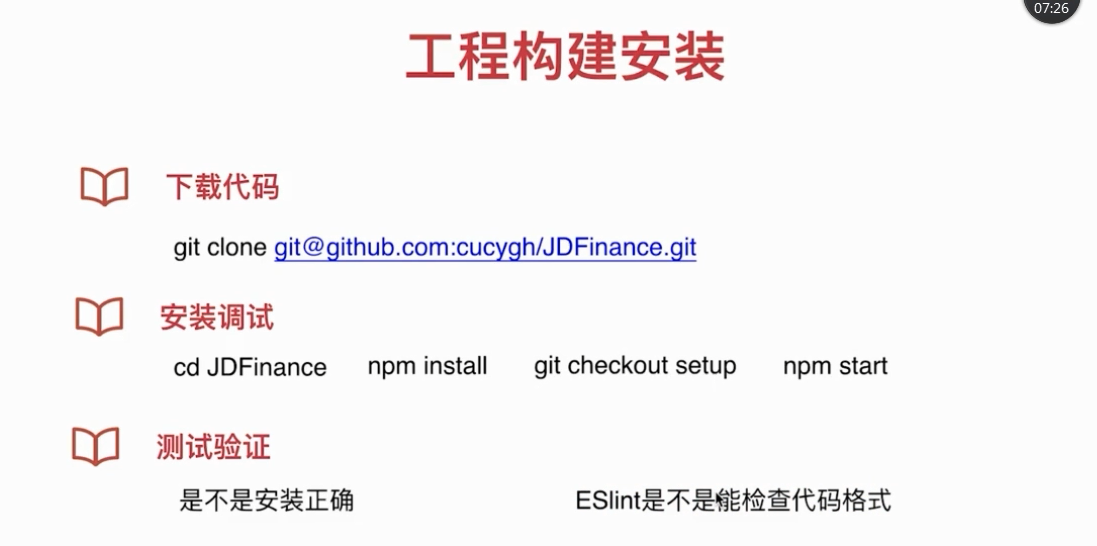 07:26
工程构建安装
下载代码
git clone git@github.com:cucygh/JDFinance.git
安装调试
cd JDFinance npm install git checkout setup npm start
测试验证
是不是安装正确 ESlint是不是能检查代码格式